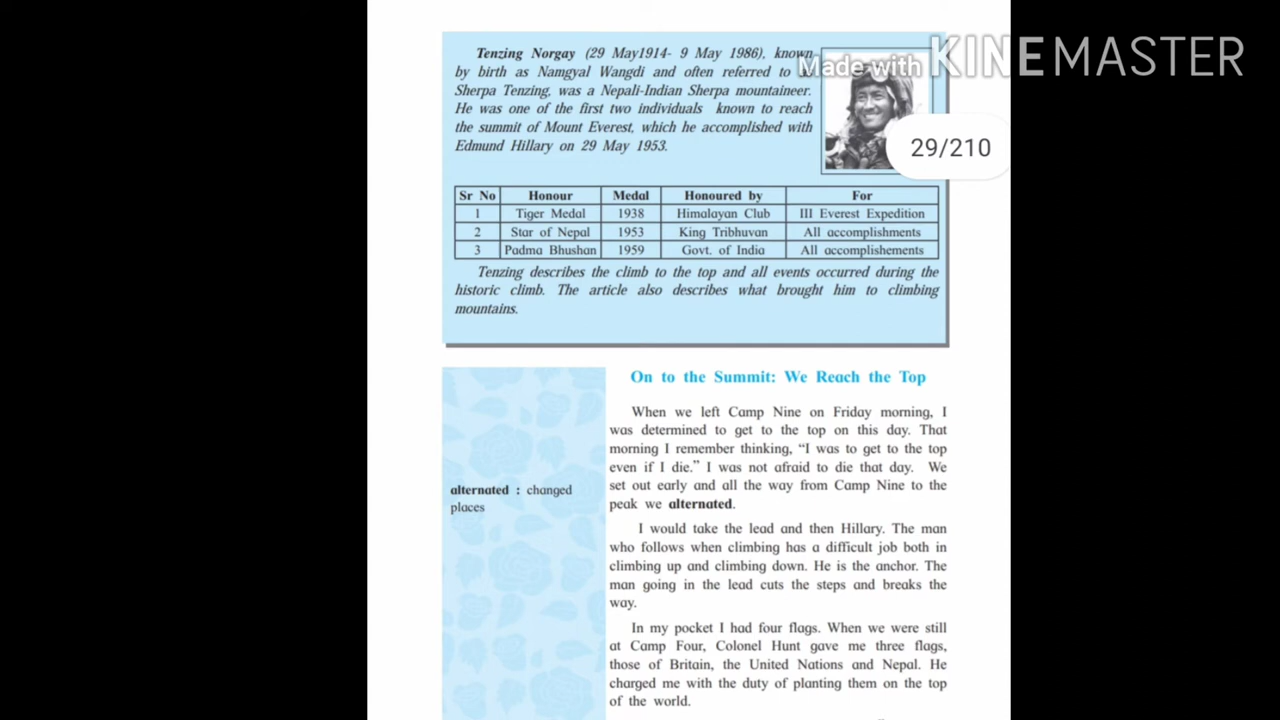 Made with KINEMASTER
29/210
Tenzing Norgay (29 May1914- 9 May 1986), known
by birth as Namgyal Wangdi and often referred to
Sherpa Tenzing, was a Nepali-Indian Sherpa mountaineer.
He was one of the first two individuals known to reach
the summit of Mount Everest, which he accomplished with
Edmund Hillary on 29 May 1953.
Sr No Honour Medal Honoured by For
1 Tiger Medal 1938 Himalayan Club III Everest Expedition
2 Star of Nepal 1953 King Tribhuvan All accomplishments
3 Padma Bhushan 1959 Govt. of India All accomplishements
Tenzing describes the climb to the top and all events occurred during the
historic climb. The article also describes what brought him to climbing
mountains.
On to the Summit: We Reach the Top
When we left Camp Nine on Friday morning, I
was determined to get to the top on this day. That
morning I remember thinking, “I was to get to the top
even if I die.” I was not afraid to die that day. We
set out early and all the way from Camp Nine to the
peak we alternated.
alternated : changed
places
I would take the lead and then Hillary. The man
who follows when climbing has a difficult job both in
climbing up and climbing down. He is the anchor. The
man going in the lead cuts the steps and breaks the
way.
In my pocket I had four flags. When we were still
at Camp Four, Colonel Hunt gave me three flags,
those of Britain, the United Nations and Nepal. He
charged me with the duty of planting them on the top
of the world.